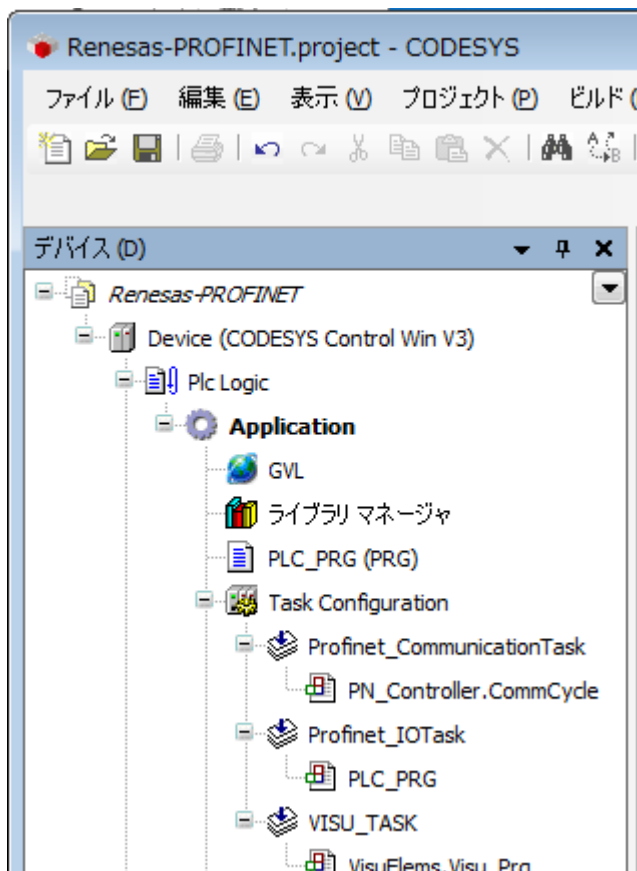 Renesas-PROFINET.project - CODESYS
ファイル (F) 編集 (E) 表示 (V) プロジェクト (P) ビルド (
デバイス (D)
Renesas-PROFINET
Device (CODESYS Control Win V3)
Plc Logic
Application
GVL
ライブラリ マネージャ
PLC_PRG (PRG)
Task Configuration
Profinet_CommunicationTask
PN_Controller.CommCycle
Profinet_IOTask
PLC_PRG
VISU_TASK
VisuElems.Visu_Prg